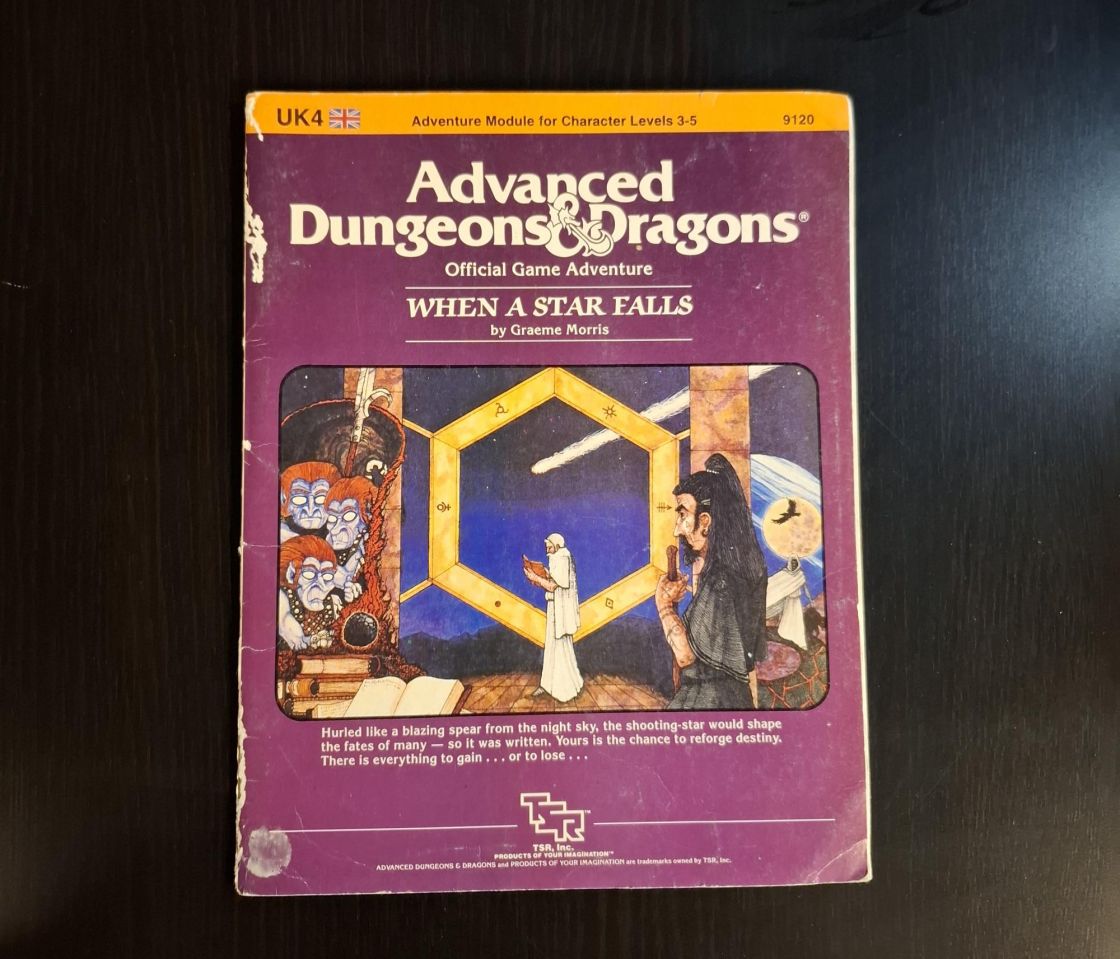 UK4
Adventure Module for Character Levels 3-5
9120
Advanced
Dungeons & Dragons®
Official Game Adventure
WHEN A STAR FALLS
by Graeme Morris
Hurled like a blazing spear from the night sky, the shooting-star would shape
the fates of many — so it was written. Yours is the chance to reforge destiny.
There is everything to gain . . . or to lose . . .
TSR™
TSR, Inc.
PRODUCTS OF YOUR IMAGINATION™
ADVANCED DUNGEONS & DRAGONS and PRODUCTS OF YOUR IMAGINATION are trademarks owned by TSR, Inc.